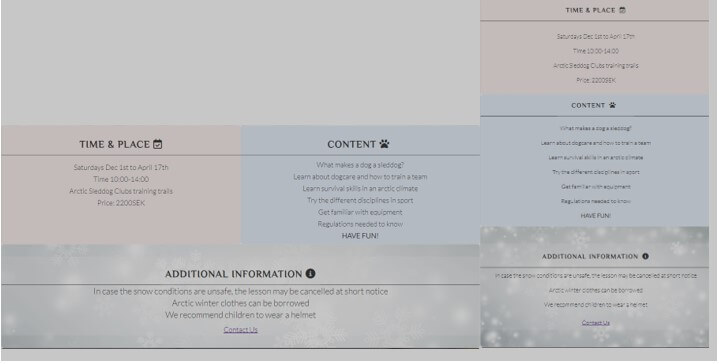 TIME & PLACE
Saturdays Dec 1st to April 17th
Time 10:00-14:00
Arctic Sleddog Clubs training trails
Price: 2200SEK
CONTENT
What makes a dog a sleddog?
Learn about dogcare and how to train a team
Learn survival skills in an arctic climate
Try the different disciplines in sport
Get familiar with equipment
Regulations needed to know
HAVE FUN!
ADDITIONAL INFORMATION
In case the snow conditions are unsafe, the lesson may be cancelled at short notice
Arctic winter clothes can be borrowed
We recommend children to wear a helmet
Contact Us
TIME & PLACE
Saturdays Dec 1st to April 17th
Time 10:00-14:00
Arctic Sleddog Clubs training trails
Price: 2200SEK
CONTENT
What makes a dog a sleddog?
Learn about dogcare and how to train a team
Learn survival skills in an arctic climate
Try the different disciplines in sport
Get familiar with equipment
Regulations needed to know
HAVE FUN!
ADDITIONAL INFORMATION
In case the snow conditions are unsafe, the lesson may be cancelled at short notice
Arctic winter clothes can be borrowed
We recommend children to wear a helmet
Contact Us